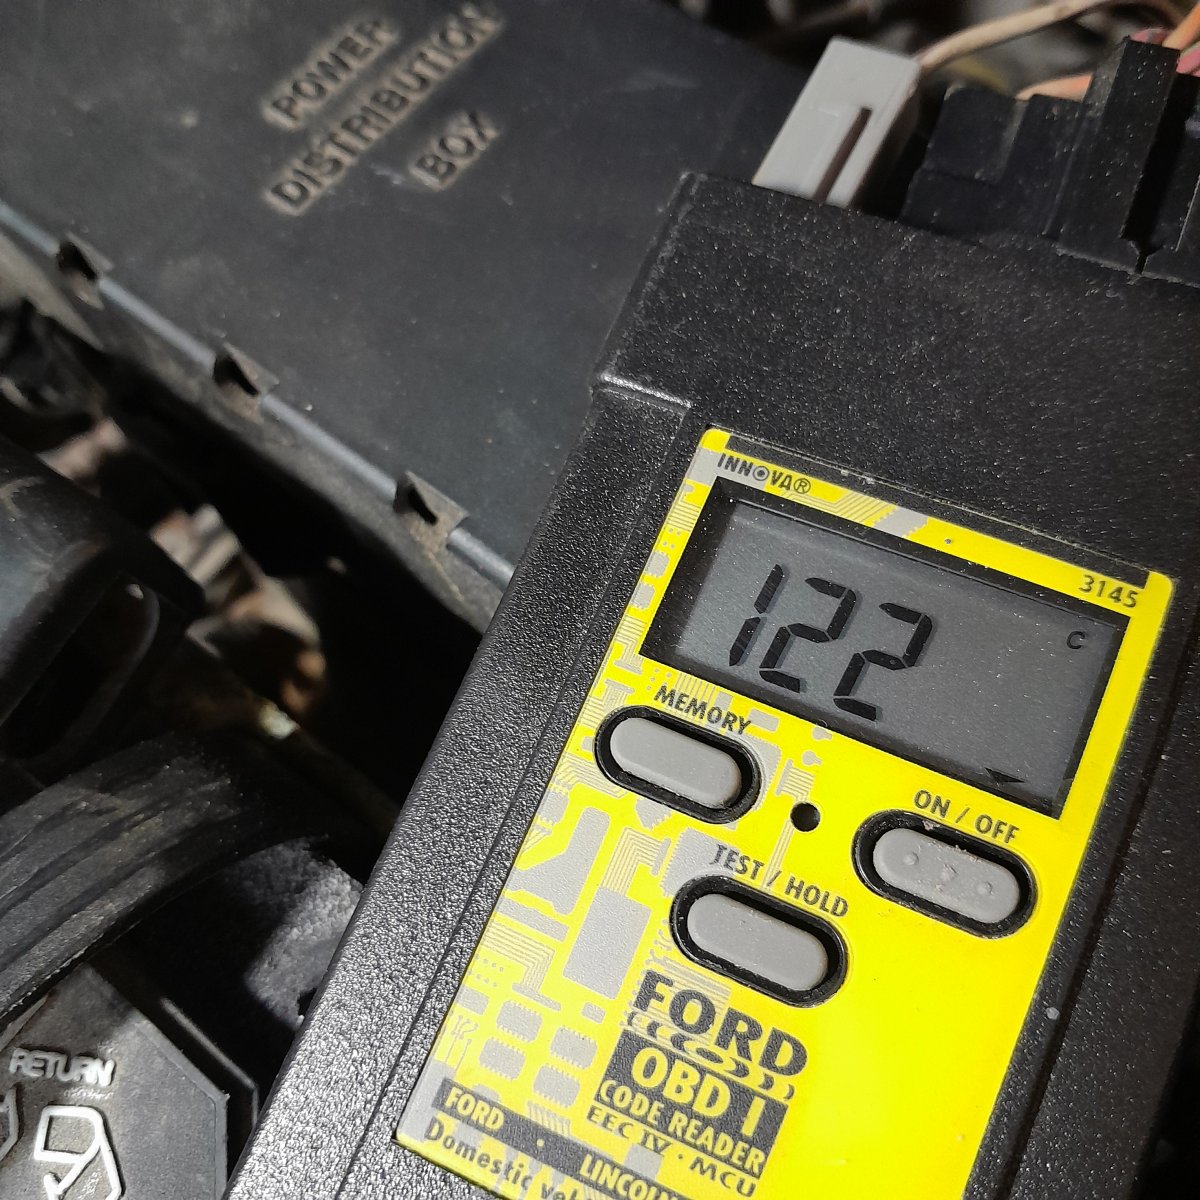 POWER
DISTRIBUTION
BOX
INNOVA®
3145
122
C
MEMORY
ON / OFF
TEST / HOLD
FORD
OBD I
CODE READER
EEC IV · MCU
FORD · LINCOLN
Domestic
RETURN